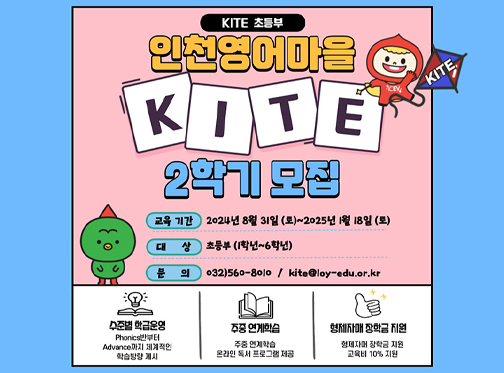 KITE 초등부
인천영어마을
KITE
KITE
2학기 모집
교육 기간 2024년 8월 31일 (토)~2025년 1월 18일 (토)
대 상 초등부 (1학년~6학년)
문 의 032)560-8010 / kite@loy-edu.or.kr
수준별 학급운영
Phonics반부터
Advance까지 체계적인
학습방향 제시
주중 연계학습
주중 연계학습
온라인 독서 프로그램 제공
형제자매 장학금 지원
형제자매 장학금 지원
교육비 10% 지원